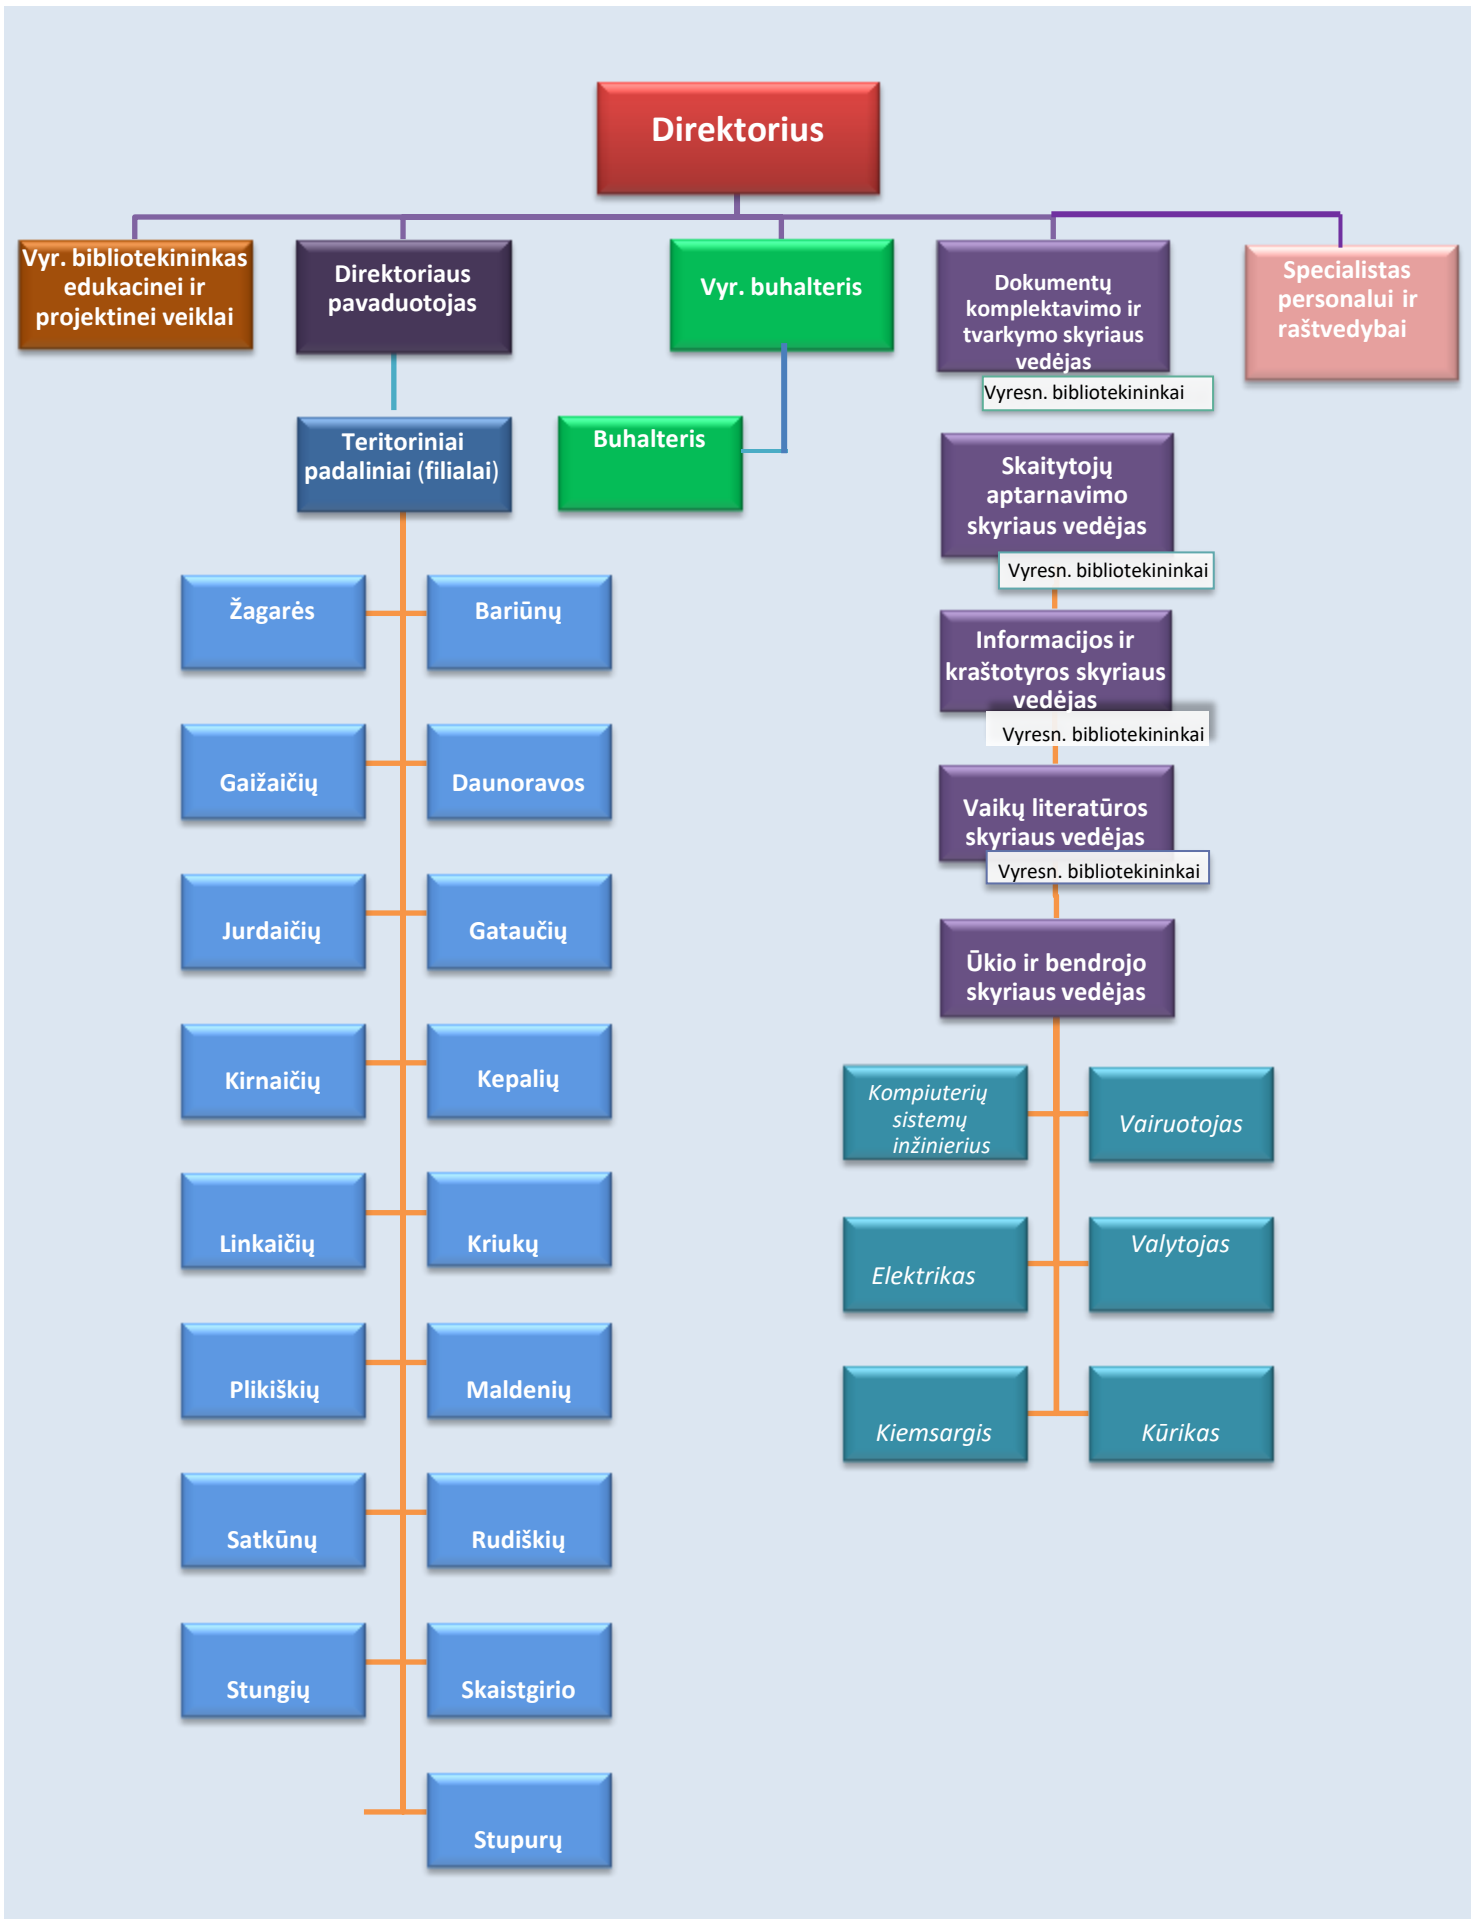 Direktorius
Vyr. bibliotekininkas
edukacinei ir
projektinei veiklai
Direktoriaus
pavaduotojas
Vyr. buhalteris
Dokumentų
komplektavimo ir
tvarkymo skyriaus
vedėjas
Vyresn. bibliotekininkai
Specialistas
personalui ir
raštvedybai
Teritoriniai
padaliniai (filialai)
Buhalteris
Skaitytojų
aptarnavimo
skyriaus vedėjas
Vyresn. bibliotekininkai
Informacijos ir
kraštotyros skyriaus
vedėjas
Vyresn. bibliotekininkai
Vaikų literatūros
skyriaus vedėjas
Vyresn. bibliotekininkai
Ūkio ir bendrojo
skyriaus vedėjas
Žagarės
Bariūnų
Gaižaičių
Daunoravos
Jurdaičių
Gataučių
Kirnaičių
Kepalių
Linkaičių
Kriukų
Plikiškių
Maldenių
Satkūnų
Rudiškių
Stungių
Skaistgirio
Stupurų
Kompiuterių
sistemų
inžinierius
Vairuotojas
Elektrikas
Valytojas
Kiemsargis
Kūrikas